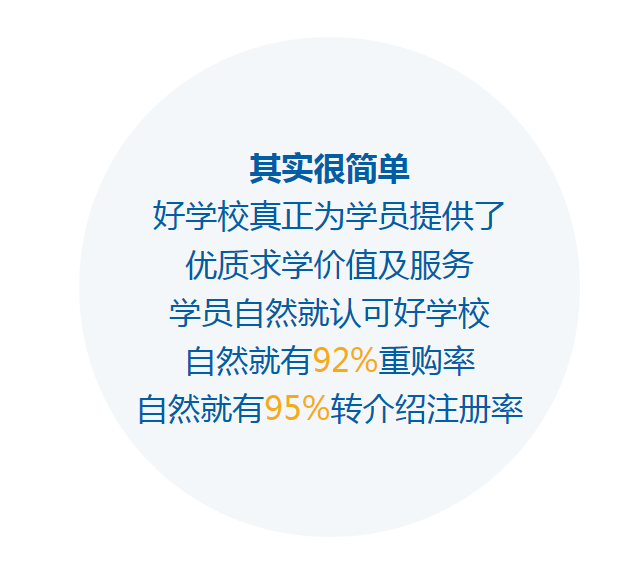 其实很简单
好学校真正为学员提供了
优质求学价值及服务
学员自然就认可好学校
自然就有92%重购率
自然就有95%转介绍注册率